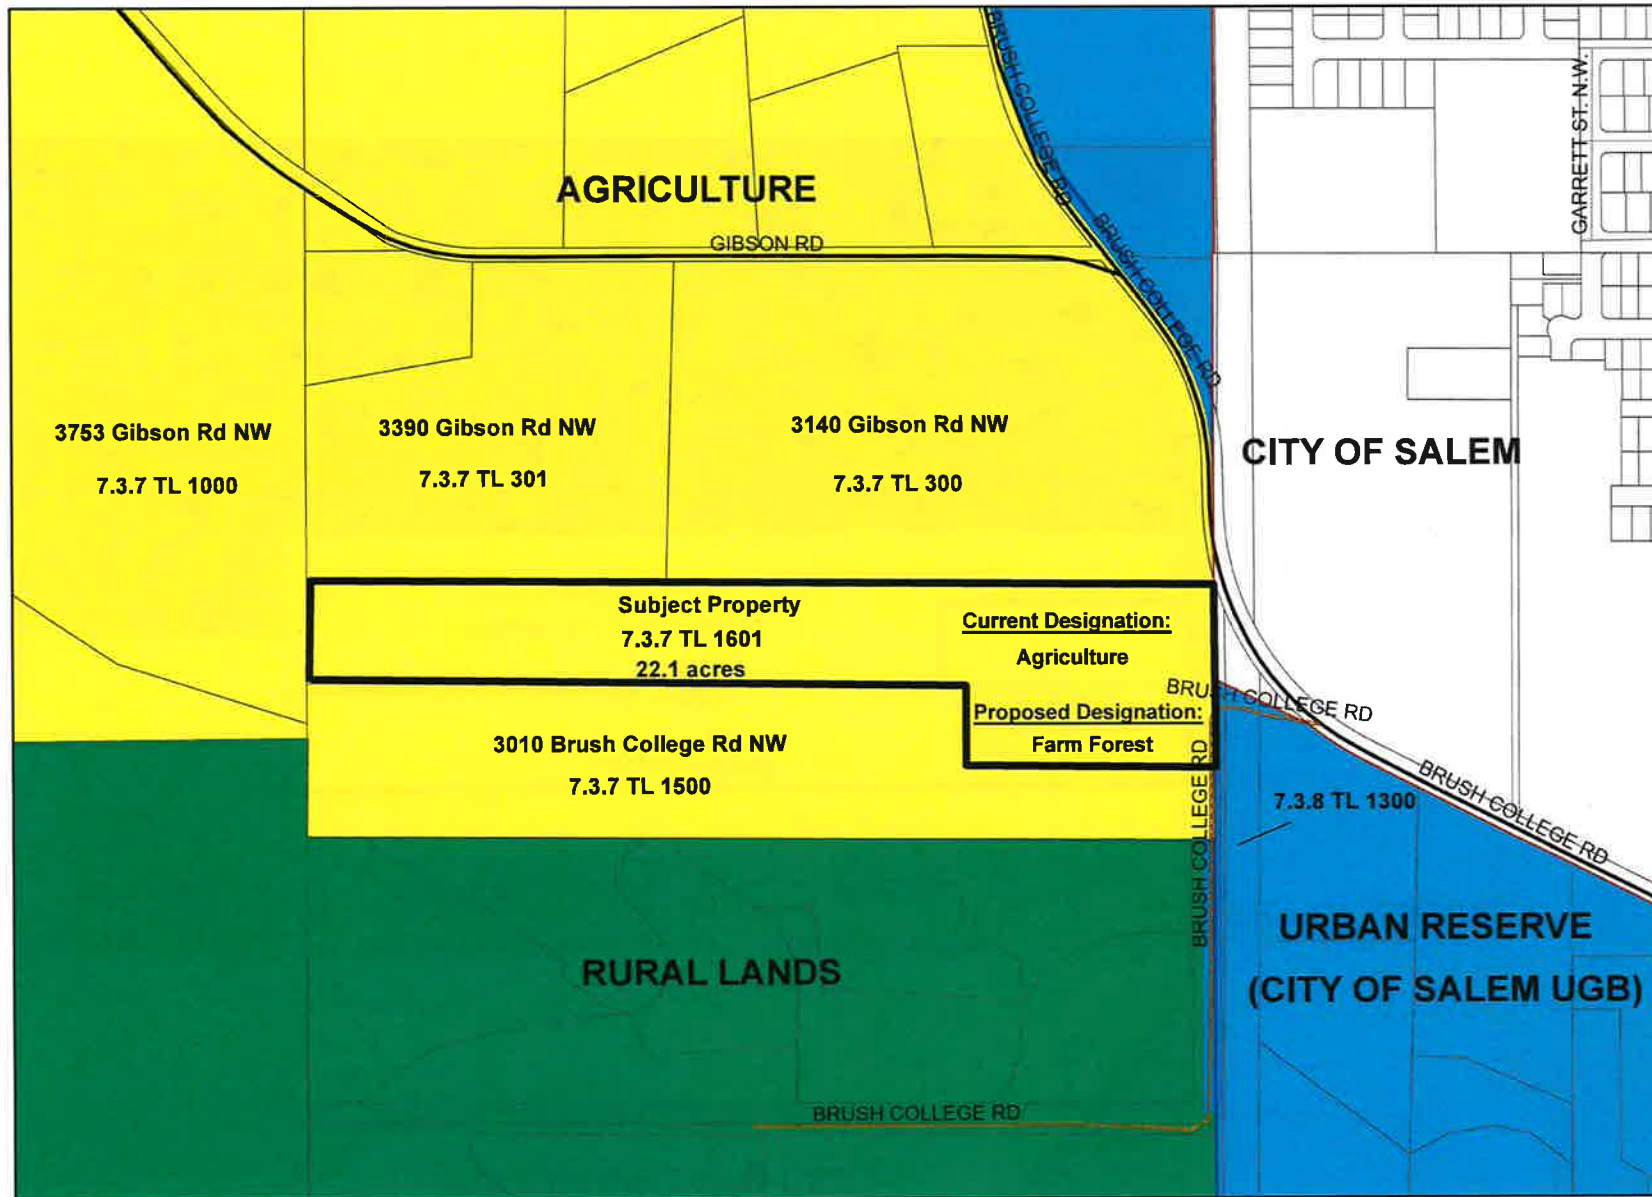 BRUSH COLLEGE RD
GARRETT ST. N.W.
AGRICULTURE
GIBSON RD
BRUSH COLLEGE RD
3753 Gibson Rd NW
7.3.7 TL 1000
3390 Gibson Rd NW
7.3.7 TL 301
3140 Gibson Rd NW
7.3.7 TL 300
CITY OF SALEM
Subject Property
7.3.7 TL 1601
22.1 acres
Current Designation:
Agriculture
Proposed Designation:
Farm Forest
BRUSH COLLEGE RD
3010 Brush College Rd NW
7.3.7 TL 1500
BRUSH COLLEGE RD
7.3.8 TL 1300
BRUSH COLLEGE RD
RURAL LANDS
URBAN RESERVE
(CITY OF SALEM UGB)
BRUSH COLLEGE RD